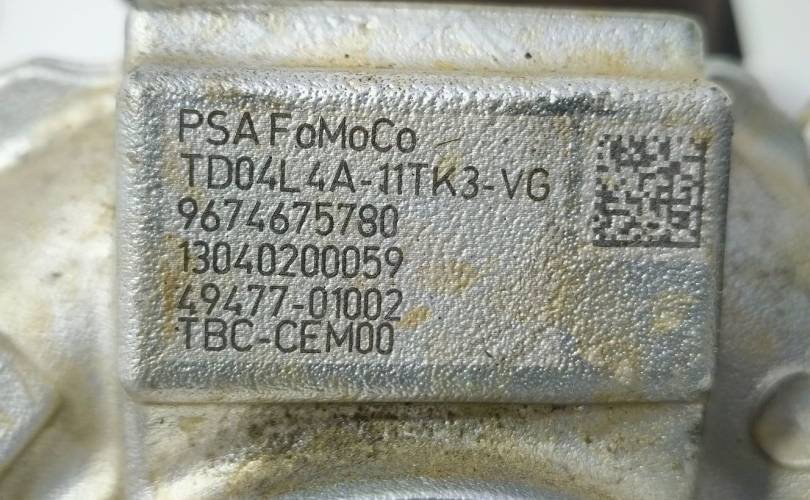 PSA FoMoCo
TD04L4A-11TK3-VG
9674675780
13040200059
49477-01002
TBC-CEM00